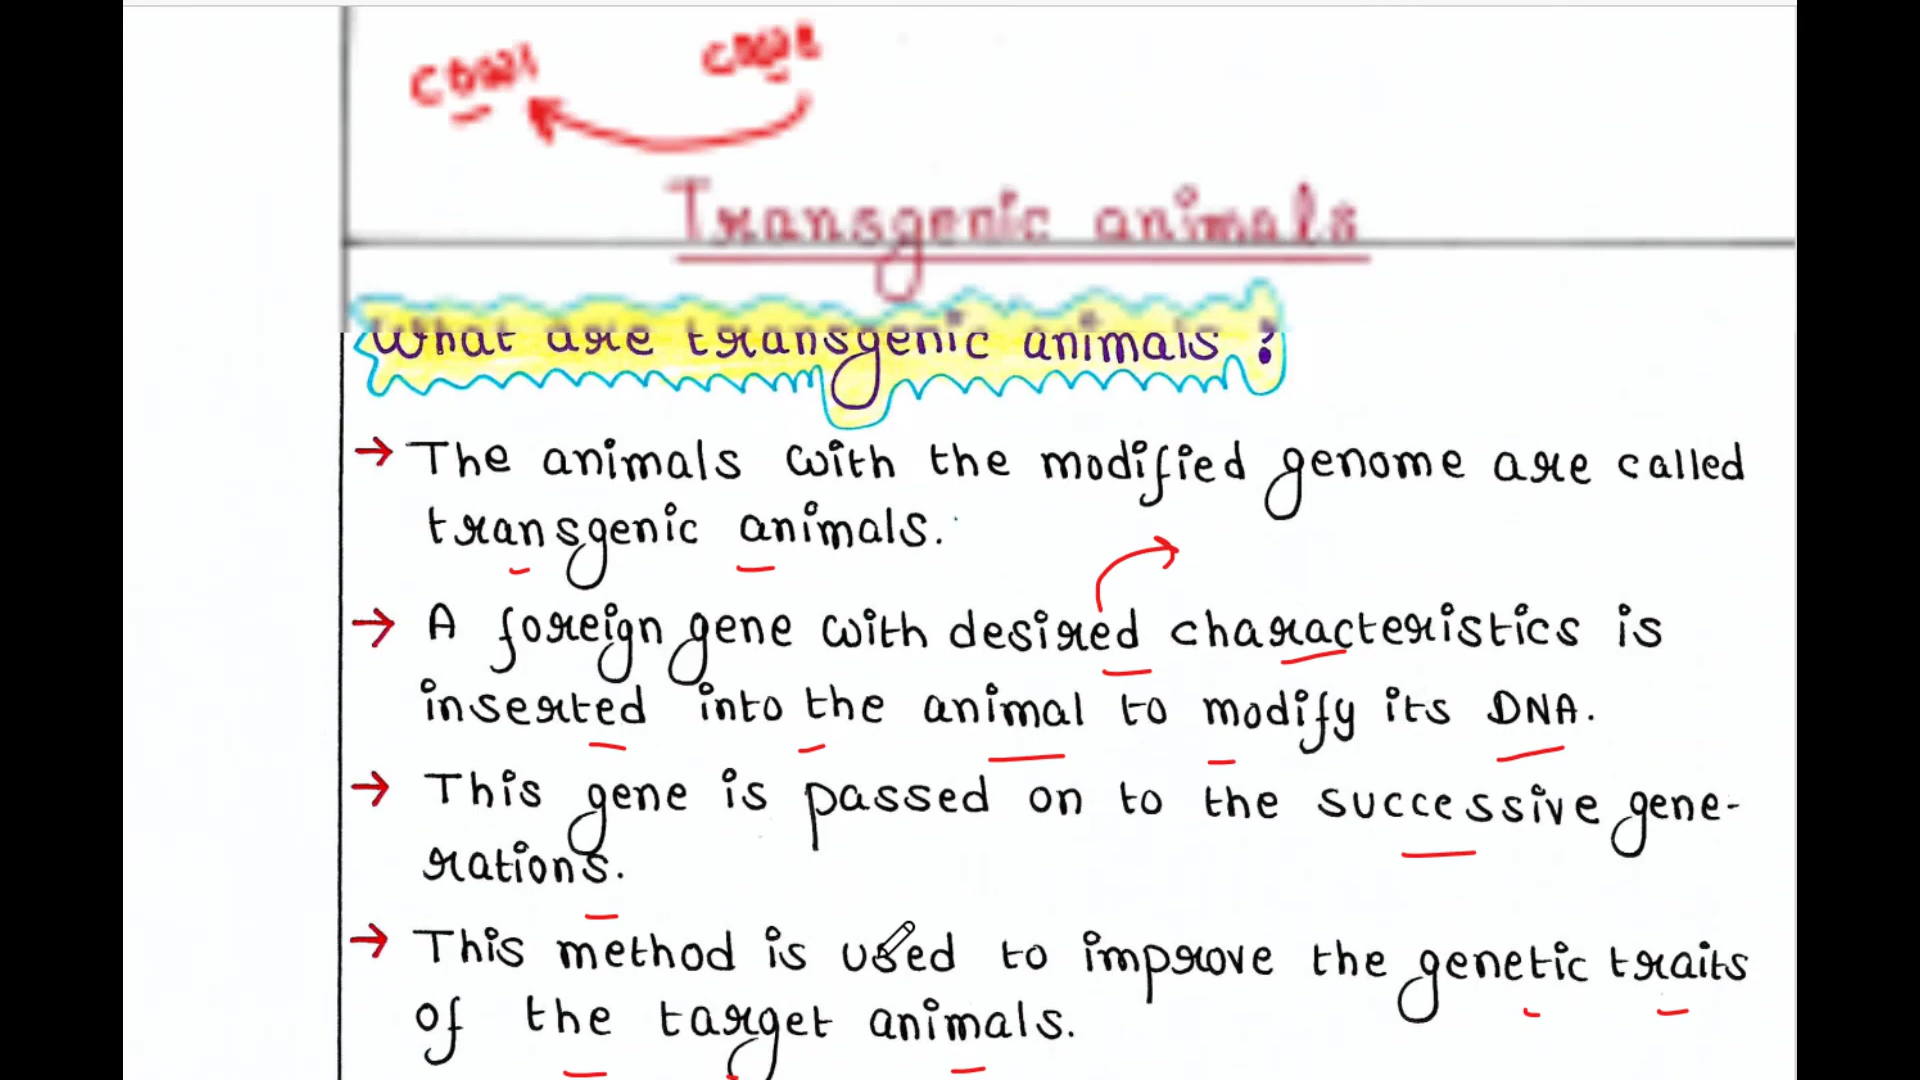 cow1 cow2
Transgenic animals
What are transgenic animals ?
→ The animals with the modified genome are called
transgenic animals.
→ A foreign gene with desired characteristics is
inserted into the animal to modify its DNA.
→ This gene is passed on to the successive gene-
rations.
→ This method is used to improve the genetic traits
of the target animals.